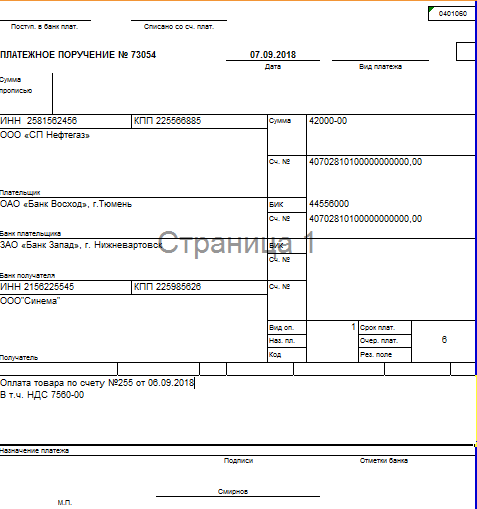 0401060
Поступ. в банк плат. Списано со сч. плат.
ПЛАТЕЖНОЕ ПОРУЧЕНИЕ № 73054 07.09.2018
Дата Вид платежа
Сумма
прописью
ИНН 2581562456 КПП 225566885 Сумма 42000-00
ООО «СП Нефтегаз»
Сч. № 40702810100000000000,00
Плательщик
ОАО «Банк Восход», г.Тюмень БИК 44556000
Сч. № 40702810100000000000,00
Банк плательщика
ЗАО «Банк Запад», г. Нижневартовск БИК
Страница 1
Сч. №
Банк получателя
ИНН 2156225545 КПП 225985626 Сч. №
ООО"Синема"
Вид оп. 1 Срок плат.
Наз. пл. Очер. плат. 6
Код Рез. поле
Получатель
Оплата товара по счету №255 от 06.09.2018
В т.ч. НДС 7560-00
Назначение платежа
Подписи Отметки банка
Смирнов
М.П.